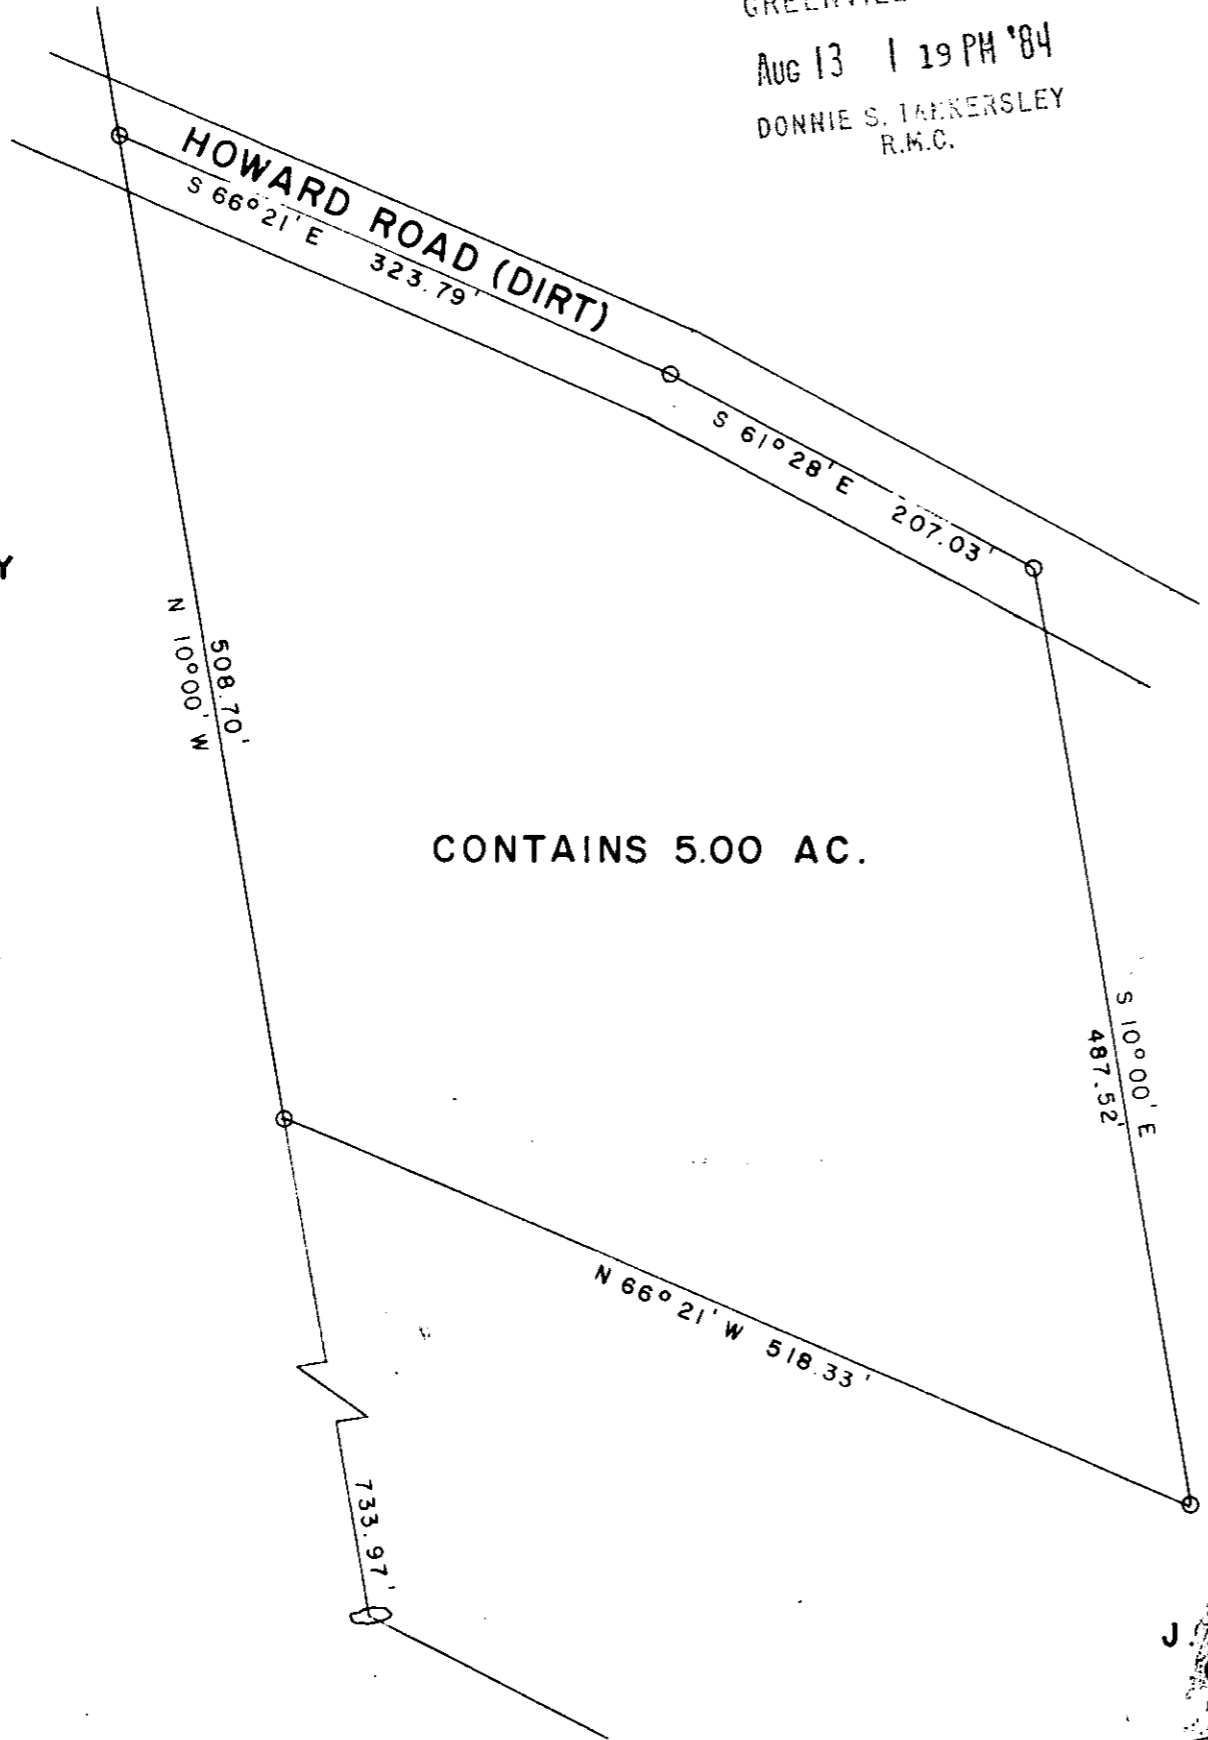 Aug 13 1 19 PM '84
DONNIE S. TANKERSLEY
R.M.C.
HOWARD ROAD (DIRT)
S 66°21' E 323.79'
S 61°28' E 207.03'
Y
508.70'
N 10°00' W
CONTAINS 5.00 AC.
S 10°00' E
487.52'
N 66°21' W 518.33'
733.97'
J.